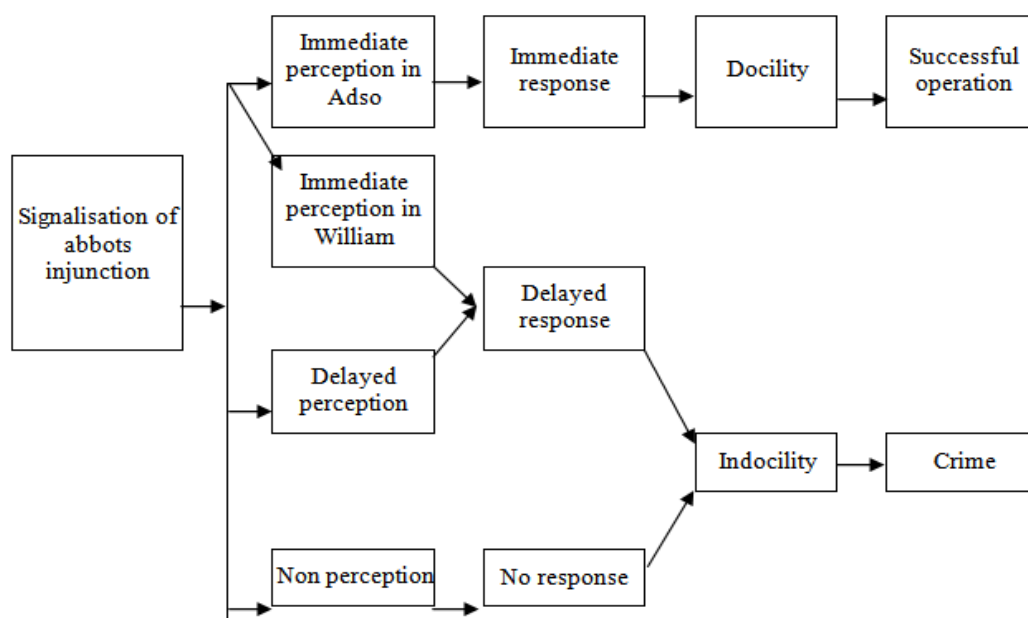 Immediate
perception in
Adso
Immediate
response
Docility
Successful
operation
Signalisation of
abbots
injunction
Immediate
perception in
William
Delayed
response
Delayed
perception
Indocility
Crime
Non perception
No response